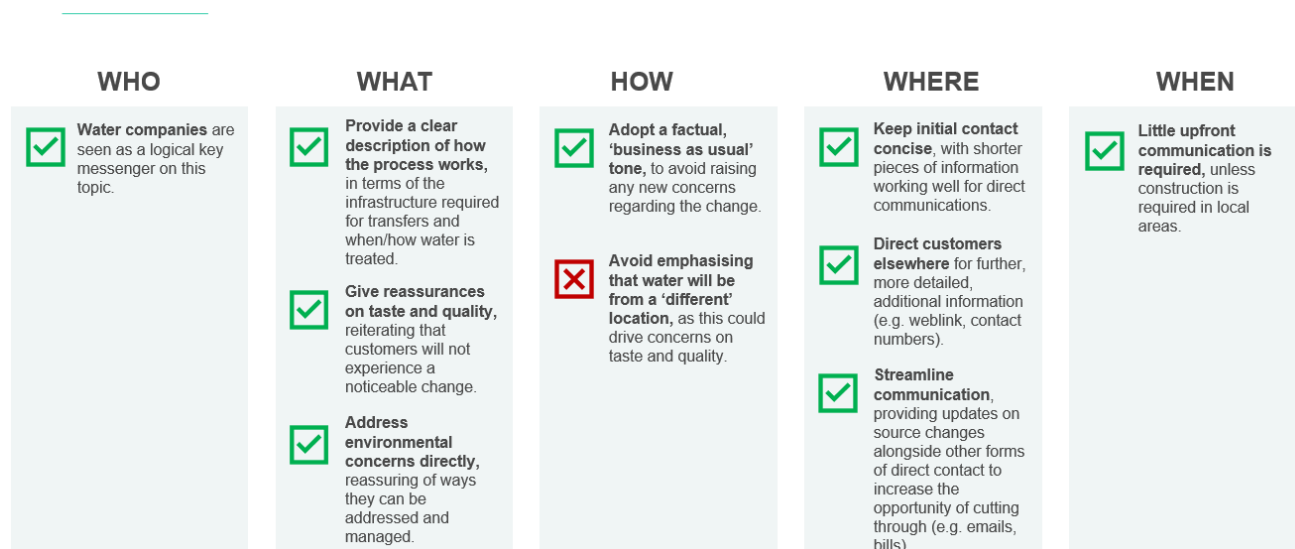 WHO
Water companies are
seen as a logical key
messenger on this
topic.
WHAT
Provide a clear
description of how
the process works,
in terms of the
infrastructure required
for transfers and
when/how water is
treated.
Give reassurances
on taste and quality,
reiterating that
customers will not
experience a
noticeable change.
Address
environmental
concerns directly,
reassuring of ways
they can be
addressed and
managed.
HOW
Adopt a factual,
‘business as usual’
tone, to avoid raising
any new concerns
regarding the change.
Avoid emphasising
that water will be
from a ‘different’
location, as this could
drive concerns on
taste and quality.
WHERE
Keep initial contact
concise, with shorter
pieces of information
working well for direct
communications.
Direct customers
elsewhere for further,
more detailed,
additional information
(e.g. weblink, contact
numbers).
Streamline
communication,
providing updates on
source changes
alongside other forms
of direct contact to
increase the
opportunity of cutting
through (e.g. emails,
bills)
WHEN
Little upfront
communication is
required, unless
construction is
required in local
areas.